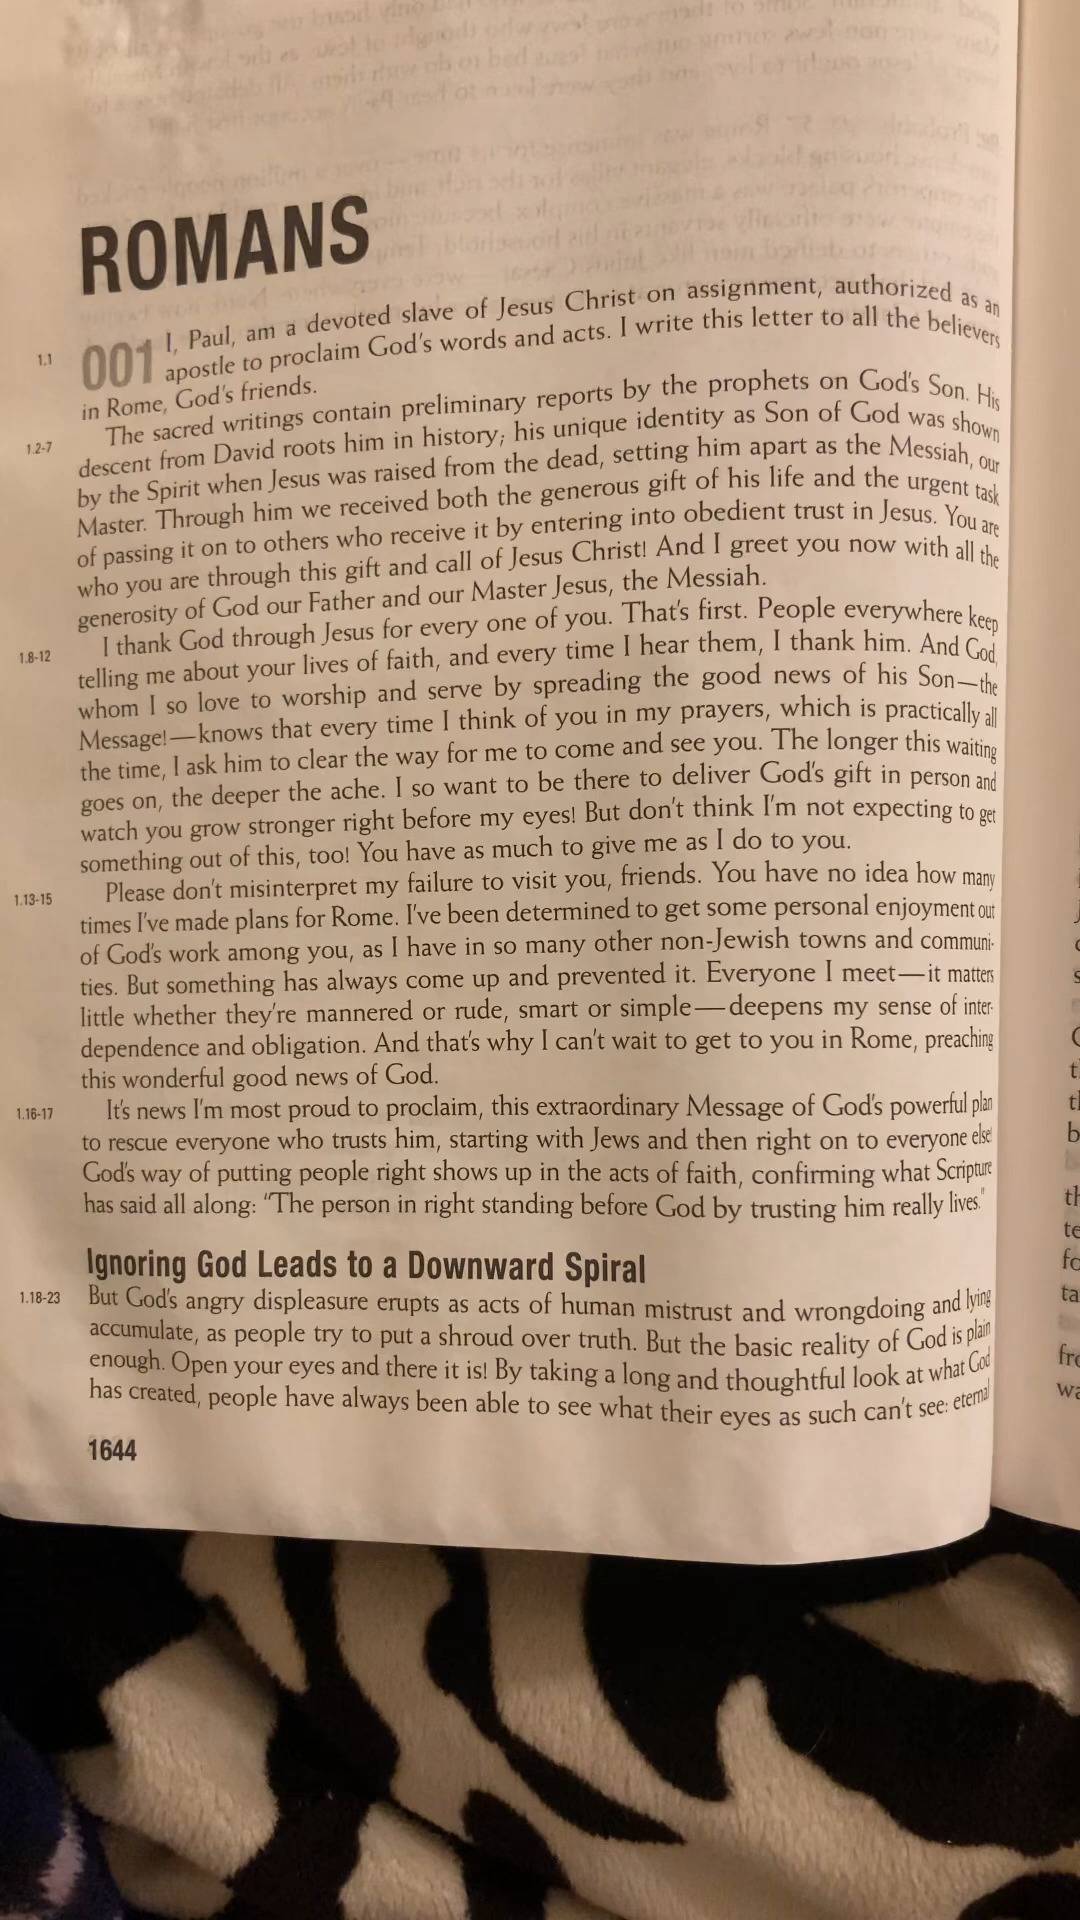 ROMANS
1.1
001 I, Paul, am a devoted slave of Jesus Christ on assignment, authorized as an
apostle to proclaim God's words and acts. I write this letter to all the believers
in Rome, God's friends.
1.2-7
The sacred writings contain preliminary reports by the prophets on God's Son. His
descent from David roots him in history; his unique identity as Son of God was shown
by the Spirit when Jesus was raised from the dead, setting him apart as the Messiah, our
Master. Through him we received both the generous gift of his life and the urgent task
of passing it on to others who receive it by entering into obedient trust in Jesus. You are
who you are through this gift and call of Jesus Christ! And I greet you now with all the
generosity of God our Father and our Master Jesus, the Messiah.
1.8-12
I thank God through Jesus for every one of you. That's first. People everywhere keep
telling me about your lives of faith, and every time I hear them, I thank him. And God,
whom I so love to worship and serve by spreading the good news of his Son—the
Message!—knows that every time I think of you in my prayers, which is practically all
the time, I ask him to clear the way for me to come and see you. The longer this waiting
goes on, the deeper the ache. I so want to be there to deliver God's gift in person and
watch you grow stronger right before my eyes! But don't think I'm not expecting to get
something out of this, too! You have as much to give me as I do to you.
1.13-15
Please don't misinterpret my failure to visit you, friends. You have no idea how many
times I've made plans for Rome. I've been determined to get some personal enjoyment out
of God's work among you, as I have in so many other non-Jewish towns and communi-
ties. But something has always come up and prevented it. Everyone I meet—it matters
little whether they're mannered or rude, smart or simple—deepens my sense of inter-
dependence and obligation. And that's why I can't wait to get to you in Rome, preaching
this wonderful good news of God.
1.16-17
It's news I'm most proud to proclaim, this extraordinary Message of God's powerful plan
to rescue everyone who trusts him, starting with Jews and then right on to everyone else!
God's way of putting people right shows up in the acts of faith, confirming what Scripture
has said all along: "The person in right standing before God by trusting him really lives."
Ignoring God Leads to a Downward Spiral
1.18-23
But God's angry displeasure erupts as acts of human mistrust and wrongdoing and lying
accumulate, as people try to put a shroud over truth. But the basic reality of God is plain
enough. Open your eyes and there it is! By taking a long and thoughtful look at what God
has created, people have always been able to see what their eyes as such can't see: eternal
1644